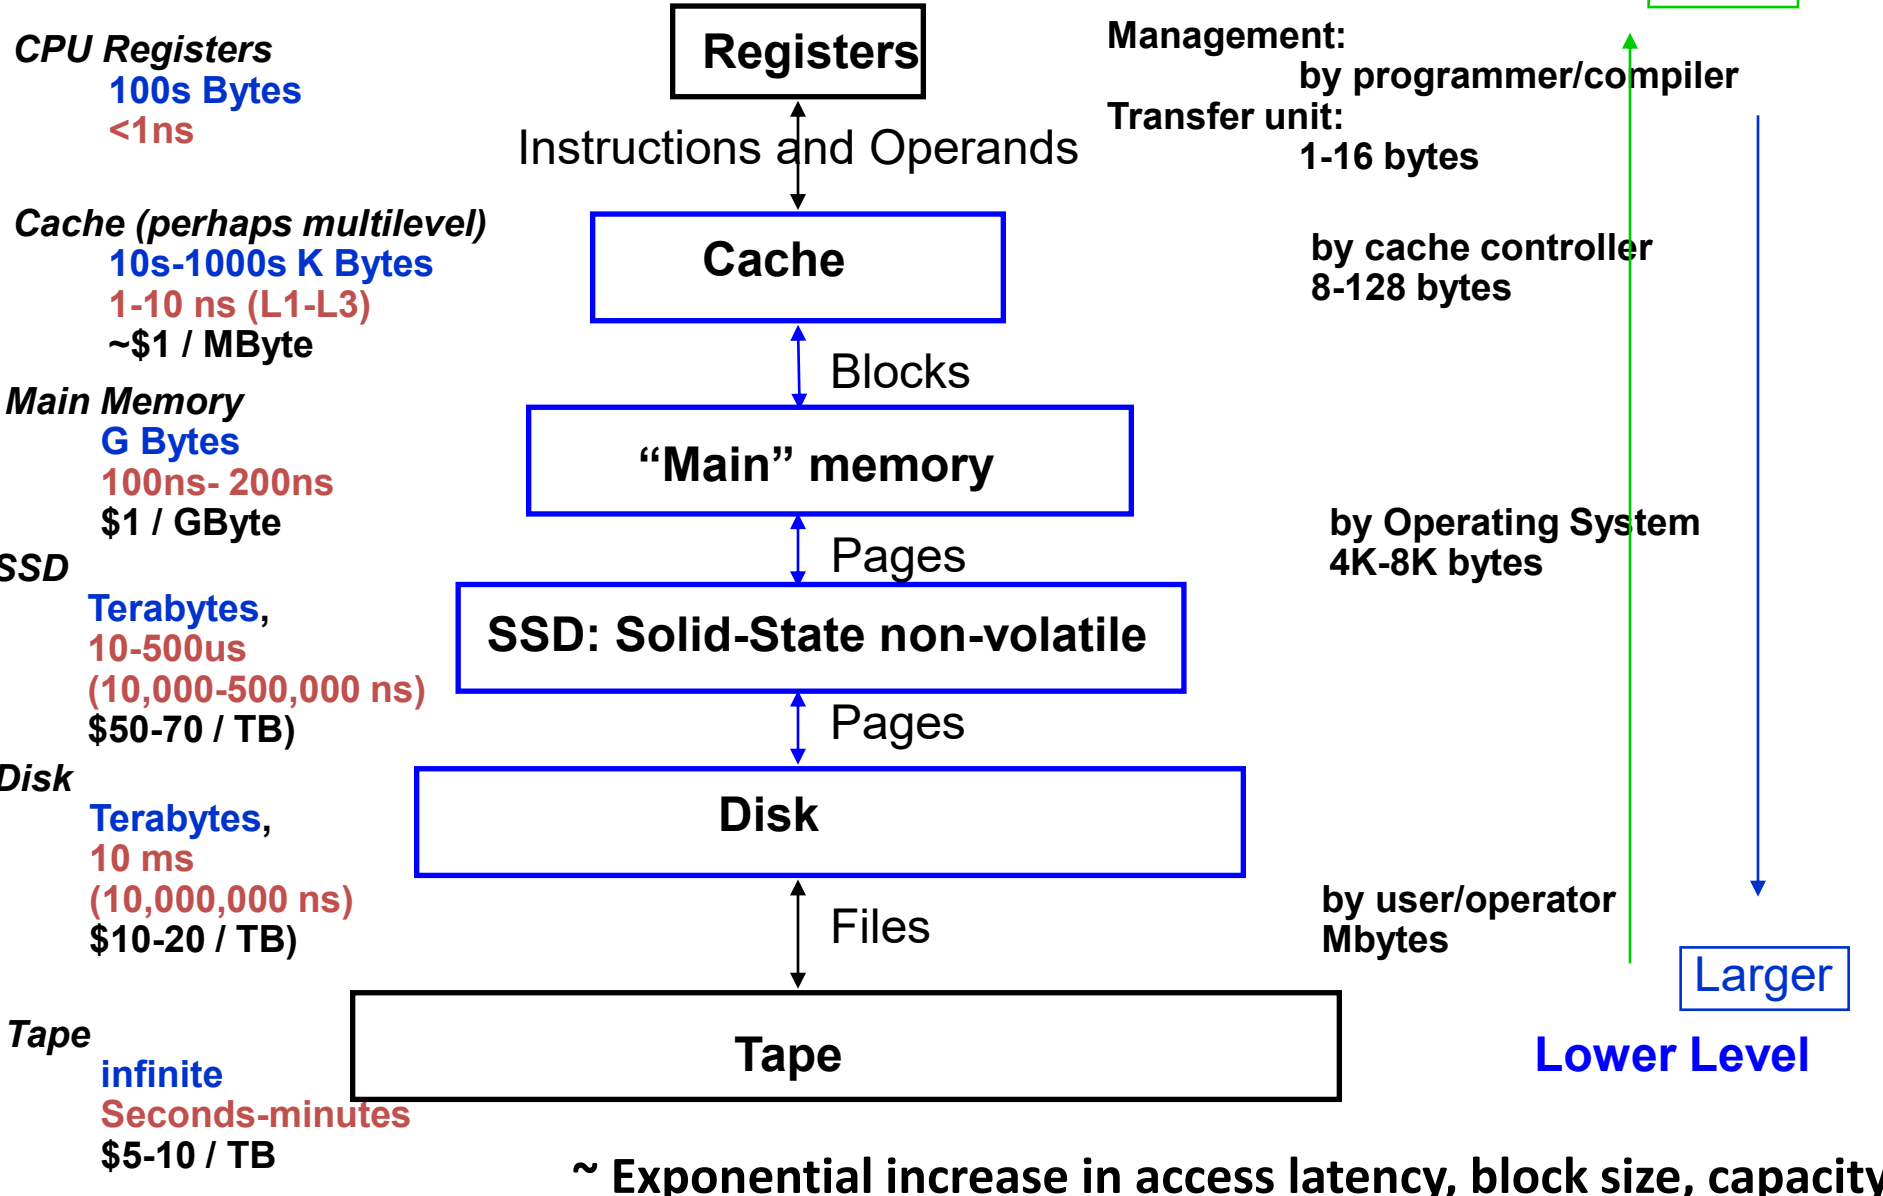 CPU Registers
100s Bytes
<1ns
Registers
Management:
by programmer/compiler
Transfer unit:
1-16 bytes
Instructions and Operands
Cache (perhaps multilevel)
10s-1000s K Bytes
1-10 ns (L1-L3)
~$1 / MByte
Cache
by cache controller
8-128 bytes
Blocks
Main Memory
G Bytes
100ns- 200ns
$1 / GByte
“Main” memory
by Operating System
4K-8K bytes
Pages
SSD
Terabytes,
10-500us
(10,000-500,000 ns)
$50-70 / TB)
SSD: Solid-State non-volatile
Pages
Disk
Terabytes,
10 ms
(10,000,000 ns)
$10-20 / TB)
Disk
by user/operator
Mbytes
Files
Larger
Tape
infinite
Seconds-minutes
$5-10 / TB
Tape
Lower Level
~ Exponential increase in access latency, block size, capacity